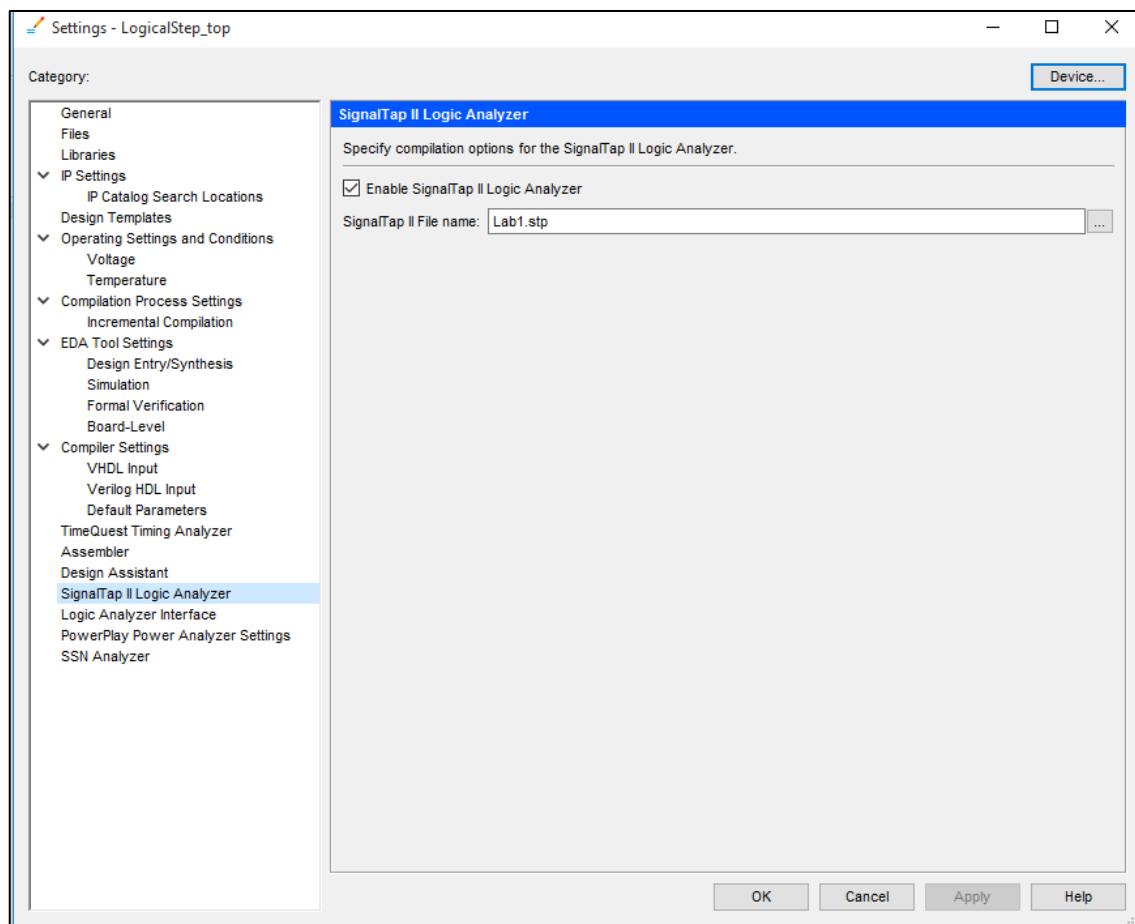 Settings - LogicalStep_top
Category:
Device...
General
Files
Libraries
IP Settings
IP Catalog Search Locations
Design Templates
Operating Settings and Conditions
Voltage
Temperature
Compilation Process Settings
Incremental Compilation
EDA Tool Settings
Design Entry/Synthesis
Simulation
Formal Verification
Board-Level
Compiler Settings
VHDL Input
Verilog HDL Input
Default Parameters
TimeQuest Timing Analyzer
Assembler
Design Assistant
SignalTap II Logic Analyzer
Logic Analyzer Interface
PowerPlay Power Analyzer Settings
SSN Analyzer
SignalTap II Logic Analyzer
Specify compilation options for the SignalTap II Logic Analyzer.
Enable SignalTap II Logic Analyzer
SignalTap II File name: Lab1.stp ...
OK Cancel Apply Help